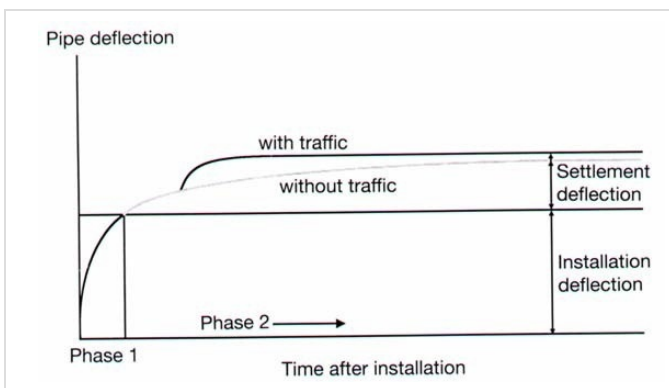 Pipe deflection
with traffic
without traffic
Settlement
deflection
Installation
deflection
Phase 2
Phase 1
Time after installation